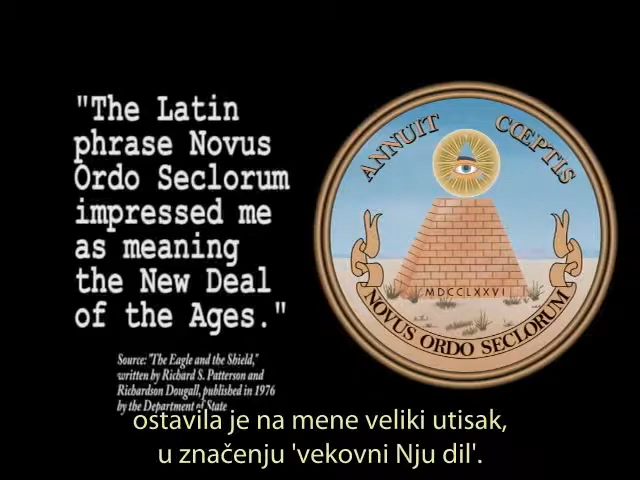 "The Latin
phrase Novus
Ordo Seclorum
impressed me
as meaning
the New Deal
of the Ages."
Source: "The Eagle and the Shield,"
written by Richard S. Patterson and
Richardson Dougall, published in 1976
by the Department of State
ANNUIT CŒPTIS
MDCCLXXVI
NOVUS ORDO SECLORUM
ostavila je na mene veliki utisak,
u značenju 'vekovni Nju dil'.